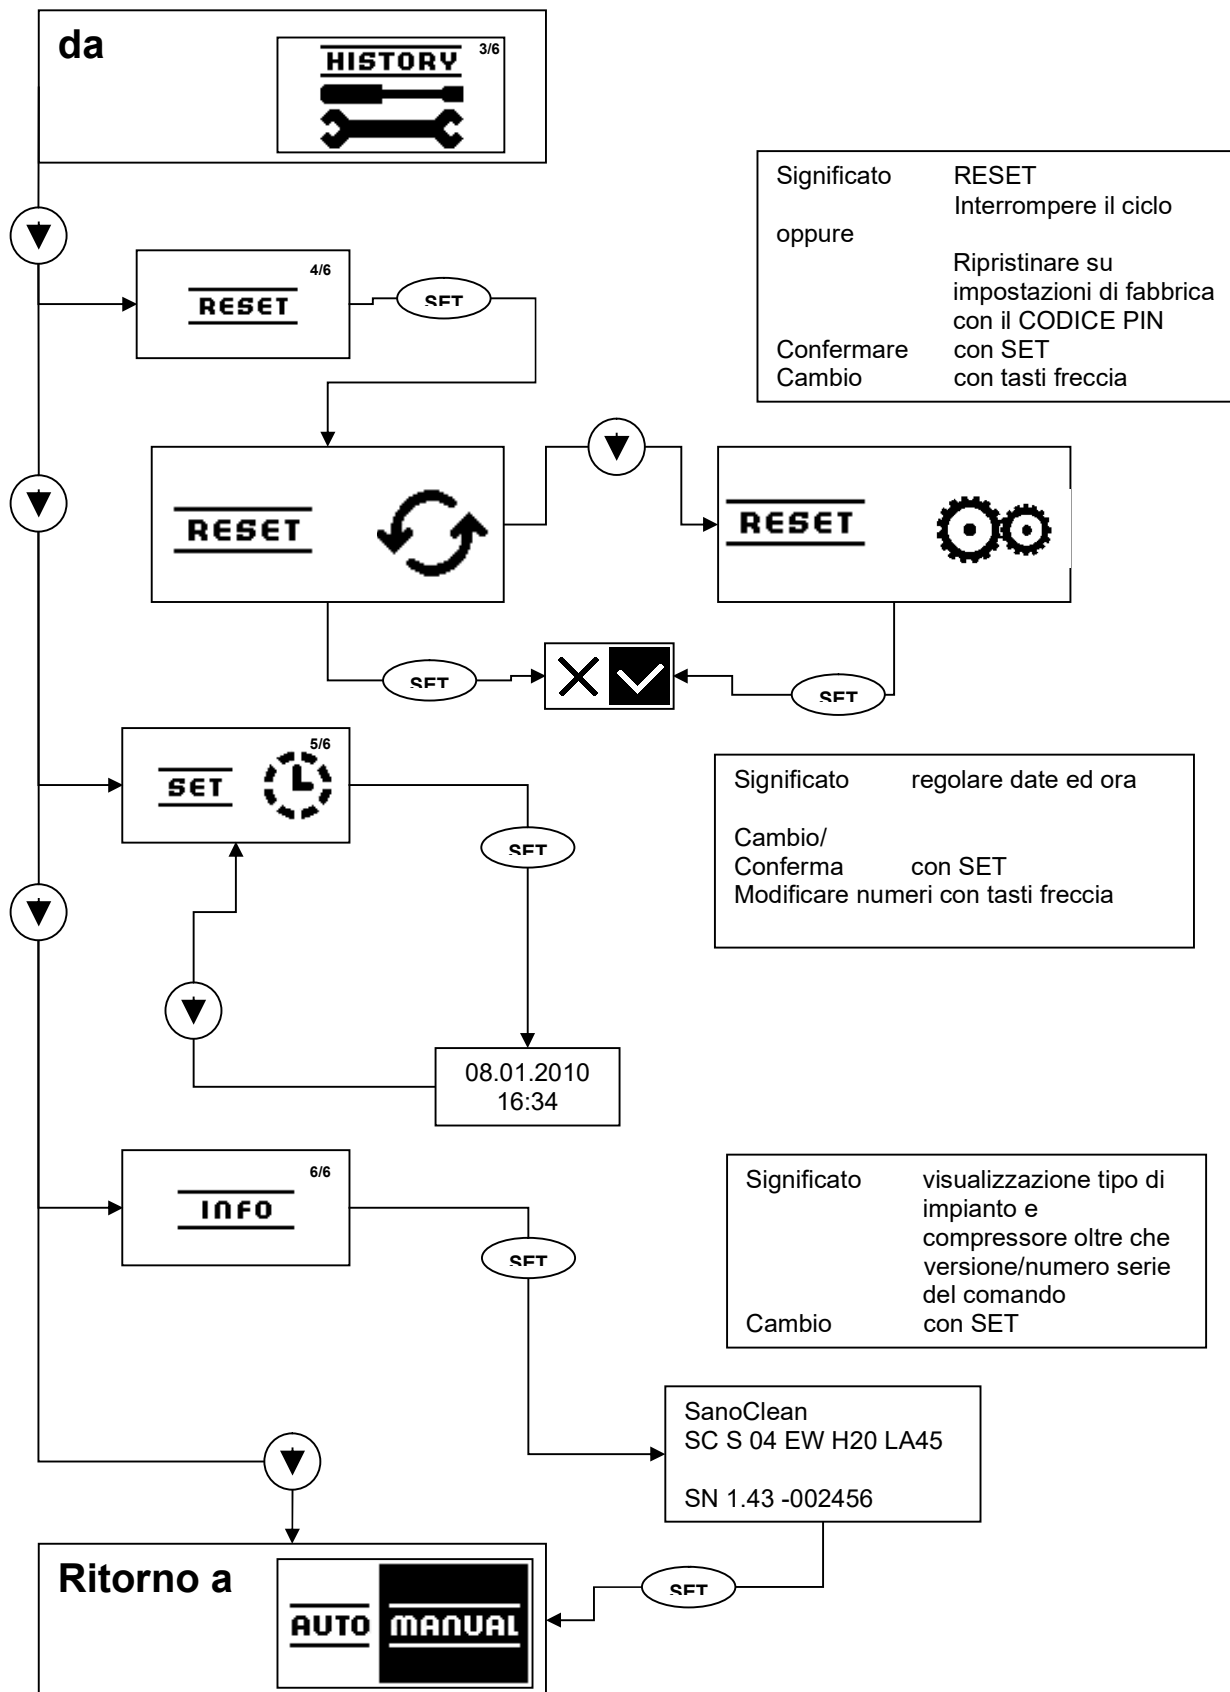 da
HISTORY 3/6
Significato RESET
Interrompere il ciclo
oppure
Ripristinare su
impostazioni di fabbrica
con il CODICE PIN
Confermare con SET
Cambio con tasti freccia
4/6
RESET
SET
RESET
RESET
SET
SET
5/6
SET
SET
Significato regolare date ed ora
Cambio/
Conferma con SET
Modificare numeri con tasti freccia
08.01.2010
16:34
6/6
INFO
SET
Significato visualizzazione tipo di
impianto e
compressore oltre che
versione/numero serie
del comando
Cambio con SET
SanoClean
SC S 04 EW H20 LA45
SN 1.43 -002456
SET
Ritorno a
AUTO MANUAL